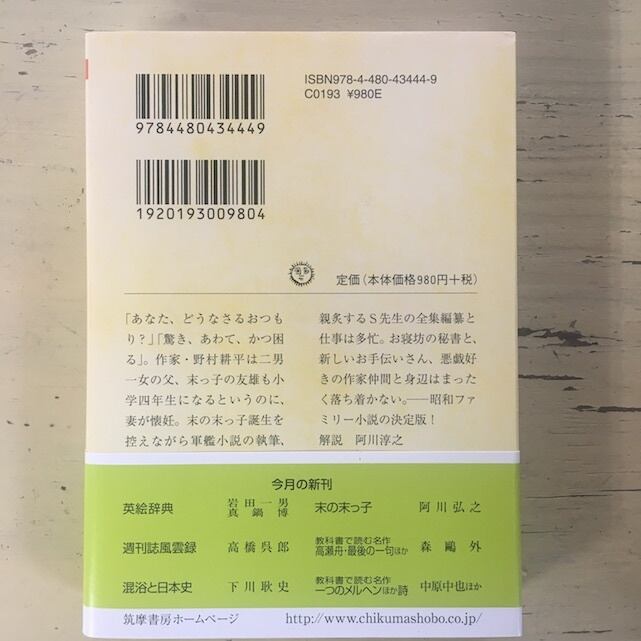 ISBN978-4-480-43444-9
C0193 ¥980E
9784480434449
1920193009804
定価(本体価格980円+税)
「あなた、どうなさるおつも
り?」「驚き、あわて、かつ困
る」。作家・野村耕平は二男
一女の父、末っ子の友雄も小
学四年生になるというのに、
妻が懐妊。末の末っ子誕生を
控えながら軍艦小説の執筆、
親炙するS先生の全集編纂と
仕事は多忙。お寝坊の秘書と、
新しいお手伝いさん、悪戯好
きの作家仲間と身辺はまった
く落ち着かない。――昭和ファ
ミリー小説の決定版!
解説 阿川淳之
今月の新刊
英絵辞典 岩田一男 真鍋博
末の末っ子 阿川弘之
週刊誌風雲録 高橋呉郎
教科書で読む名作
高瀬舟・最後の一句ほか 森鷗外
混浴と日本史 下川耿史
教科書で読む名作
一つのメルヘンほか詩 中原中也ほか
筑摩書房ホームページ http://www.chikumashobo.co.jp/